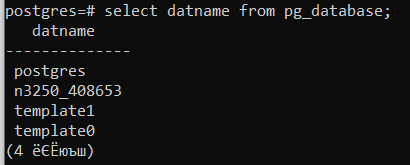 postgres=# select datname from pg_database;
datname
--------------
postgres
n3250_408653
template1
template0
(4 ёЄЁюъш)